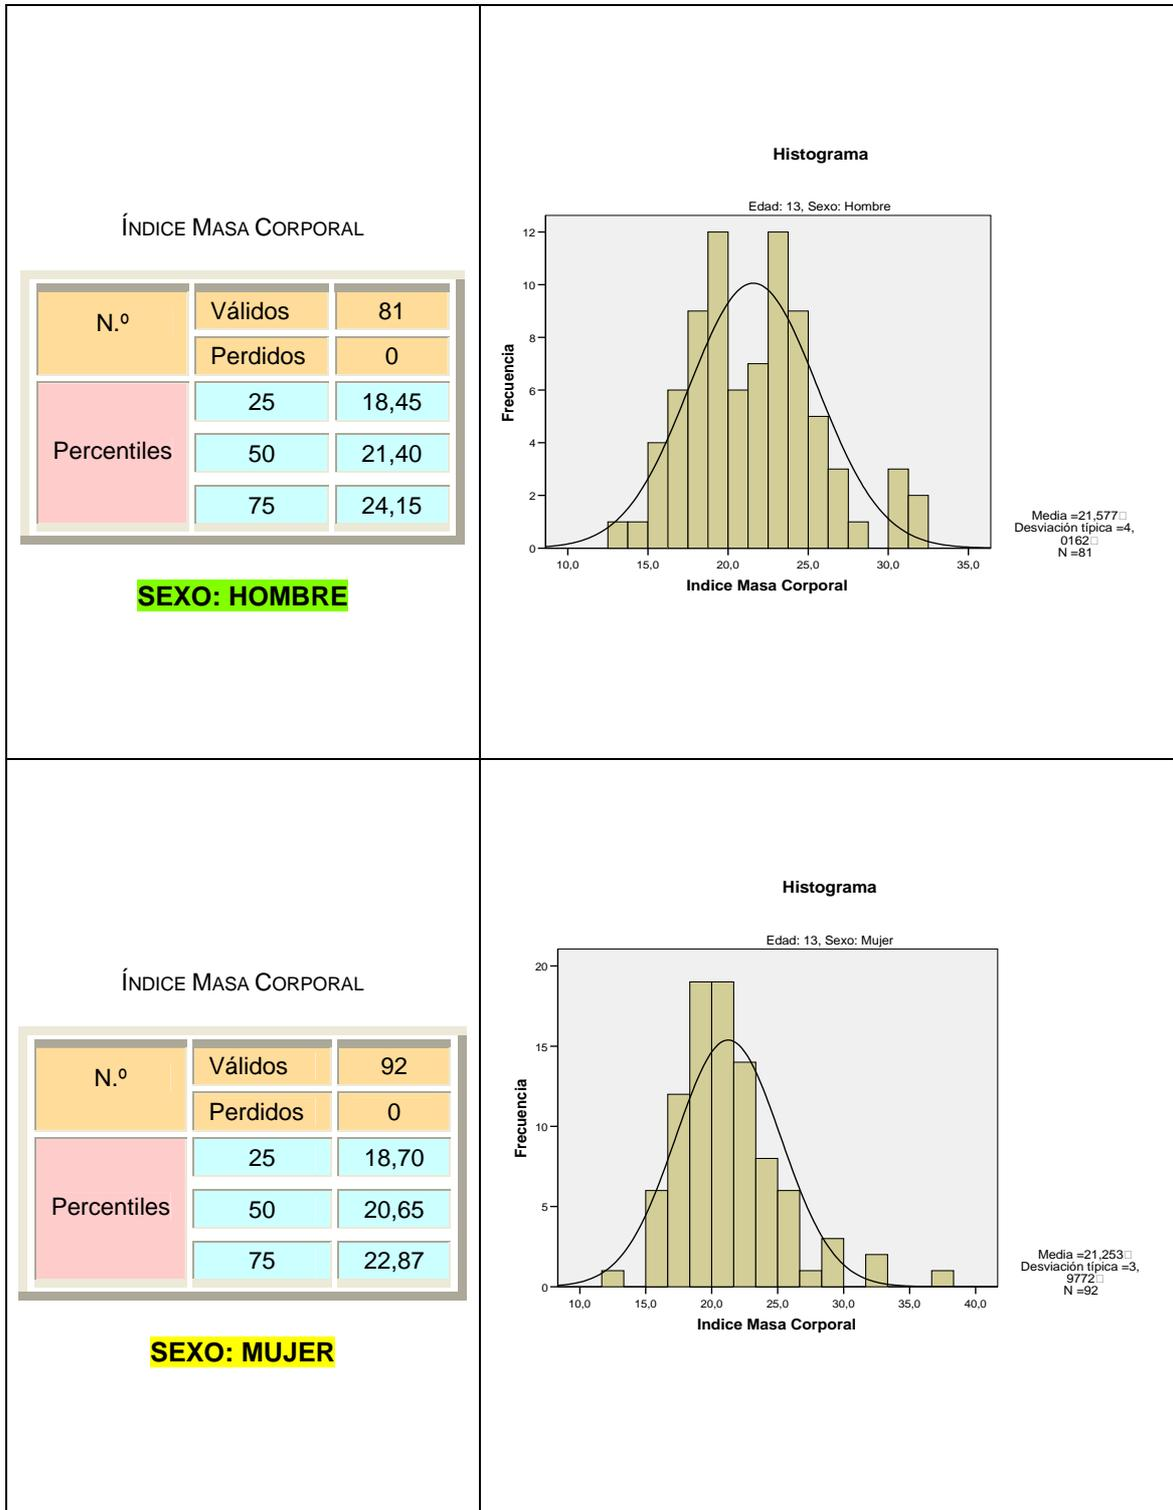 ÍNDICE MASA CORPORAL
N.º
Válidos 81
Perdidos 0
Percentiles
25 18,45
50 21,40
75 24,15
SEXO: HOMBRE
Histograma
Edad: 13, Sexo: Hombre
Frecuencia
12
10
8
6
4
2
0
10,0 15,0 20,0 25,0 30,0 35,0
Indice Masa Corporal
Media =21,577
Desviación típica =4,
0162
N =81
ÍNDICE MASA CORPORAL
N.º
Válidos 92
Perdidos 0
Percentiles
25 18,70
50 20,65
75 22,87
SEXO: MUJER
Histograma
Edad: 13, Sexo: Mujer
Frecuencia
20
15
10
5
0
10,0 15,0 20,0 25,0 30,0 35,0 40,0
Indice Masa Corporal
Media =21,253
Desviación típica =3,
9772
N =92